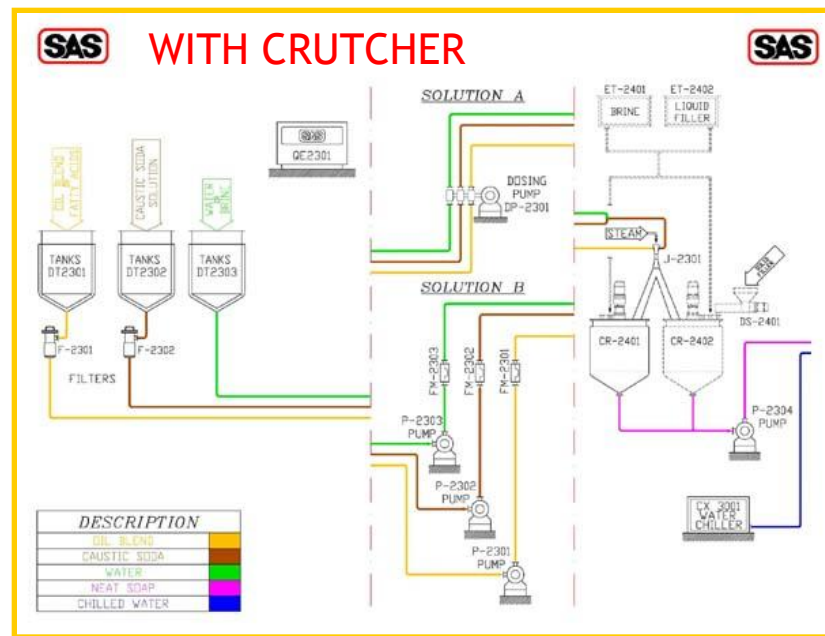 SAS
WITH CRUTCHER
SAS
SOLUTION A
ET-2401
ET-2402
BRINE
LIQUID
FILLER
SAS
QE2301
OIL BLEND
OR
FATTY ACIDS
CAUSTIC SODA
SOLUTION
WATER
OR
BRINE
DOSING
PUMP
DP-2301
STEAM
J-2301
TANKS
DT2301
TANKS
DT2302
TANKS
DT2303
SOLUTION B
DS-2401
F-2301
F-2302
FILTERS
FM-2303
FM-2302
FM-2301
CR-2401
CR-2402
P-2303
PUMP
P-2304
PUMP
P-2302
PUMP
CX 3001
WATER
CHILLER
P-2301
PUMP
DESCRIPTION
OIL BLEND
CAUSTIC SODA
WATER
NEAT SOAP
CHILLED WATER